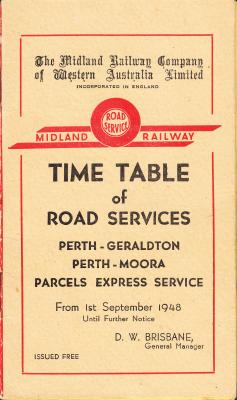 The Midland Railway Company
of Western Australia Limited
INCORPORATED IN ENGLAND
ROAD
SERVICE
MIDLAND RAILWAY
TIME TABLE
of
ROAD SERVICES
PERTH - GERALDTON
PERTH - MOORA
PARCELS EXPRESS SERVICE
From 1st September 1948
Until Further Notice
D. W. BRISBANE,
General Manager
ISSUED FREE